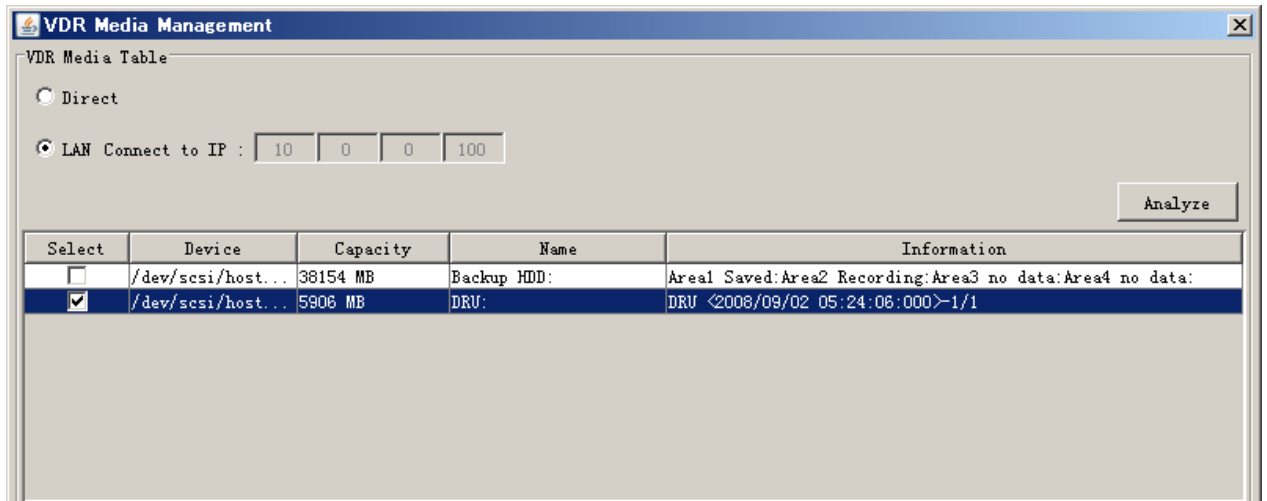 VDR Media Management
VDR Media Table
Direct
LAN Connect to IP : 10 0 0 100
Analyze
Select Device Capacity Name Information
/dev/scsi/host... 38154 MB Backup HDD: Area1 Saved:Area2 Recording:Area3 no data:Area4 no data:
/dev/scsi/host... 5906 MB DRU: DRU <2008/09/02 05:24:06:000>-1/1